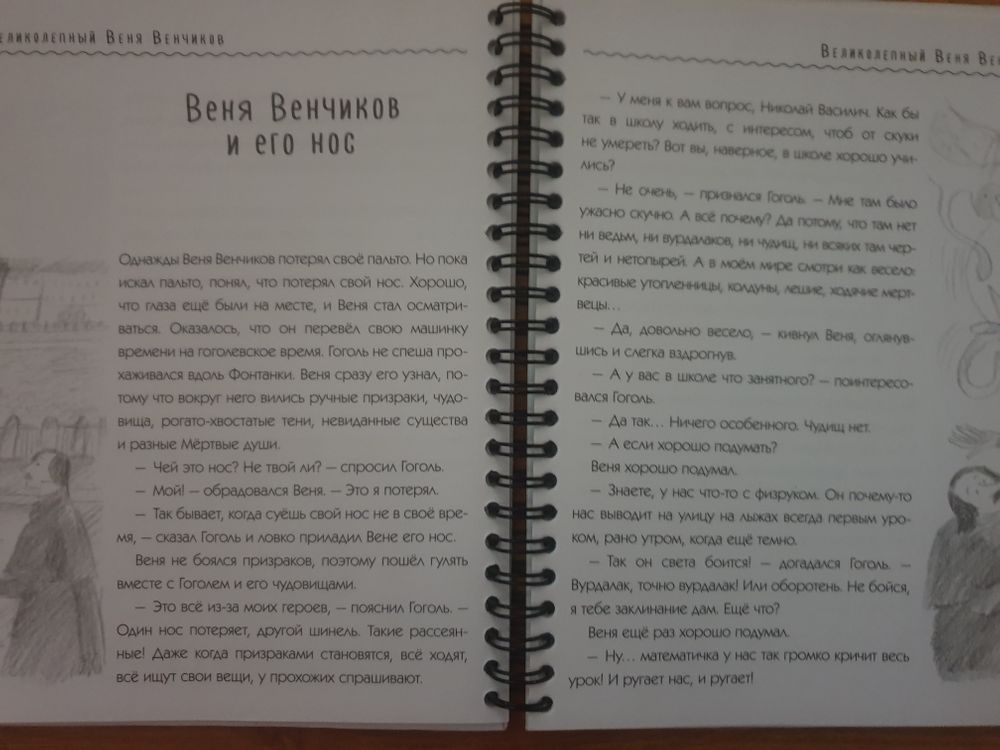 Великолепный Веня Венчиков
Веня Венчиков
и его нос
Однажды Веня Венчиков потерял своё пальто. Но пока
искал пальто, понял, что потерял свой нос. Хорошо,
что глаза ещё были на месте, и Веня стал осматри-
ваться. Оказалось, что он перевёл свою машинку
времени на гоголевское время. Гоголь не спеша про-
хаживался вдоль Фонтанки. Веня сразу его узнал, по-
тому что вокруг него вились ручные призраки, чудо-
вища, рогато-хвостатые тени, невиданные существа
и разные Мёртвые души.
— Чей это нос? Не твой ли? — спросил Гоголь.
— Мой! — обрадовался Веня. — Это я потерял.
— Так бывает, когда суёшь свой нос не в своё вре-
мя, — сказал Гоголь и ловко приладил Вене его нос.
Веня не боялся призраков, поэтому пошёл гулять
вместе с Гоголем и его чудовищами.
— Это всё из-за моих героев, — пояснил Гоголь. —
Один нос потеряет, другой шинель. Такие рассеян-
ные! Даже когда призраками становятся, всё ходят,
всё ищут свои вещи, у прохожих спрашивают.
Великолепный Веня Вен
— У меня к вам вопрос, Николай Василич. Как бы
так в школу ходить, с интересом, чтоб от скуки
не умереть? Вот вы, наверное, в школе хорошо учи-
лись?
— Не очень, — признался Гоголь. — Мне там было
ужасно скучно. А всё почему? Да потому, что там нет
ни ведьм, ни вурдалаков, ни чудищ, ни всяких там чер-
тей и нетопырей. А в моём мире смотри как весело:
красивые утопленницы, колдуны, лешие, ходячие мерт-
вецы…
— Да, довольно весело, — кивнул Веня, оглянув-
шись и слегка вздрогнув.
— А у вас в школе что занятного? — поинтересо-
вался Гоголь.
— Да так… Ничего особенного. Чудищ нет.
— А если хорошо подумать?
Веня хорошо подумал.
— Знаете, у нас что-то с физруком. Он почему-то
нас выводит на улицу на лыжах всегда первым уро-
ком, рано утром, когда ещё темно.
— Так он света боится! — догадался Гоголь. —
Вурдалак, точно вурдалак! Или оборотень. Не бойся,
я тебе заклинание дам. Ещё что?
Веня ещё раз хорошо подумал.
— Ну… математичка у нас так громко кричит весь
урок! И ругает нас, и ругает!